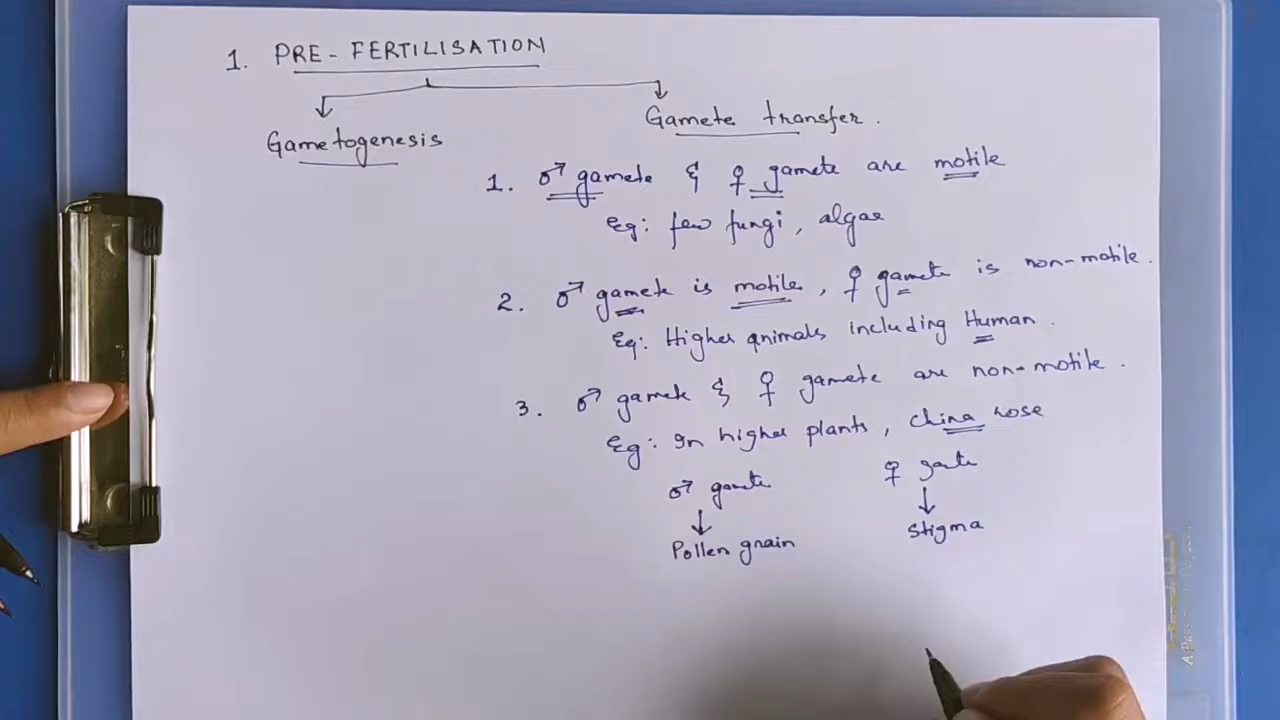 1. PRE - FERTILISATION
Gametogenesis
Gamete transfer.
1. ♂ gamete & ♀ gamete are motile
Eg: few fungi, algae
2. ♂ gamete is motile, ♀ gamete is non-motile.
Eg: Higher animals including Human.
3. ♂ gamete & ♀ gamete are non-motile.
Eg: In higher plants, china rose
♂ gamete
♀ gamete
Pollen grain
Stigma